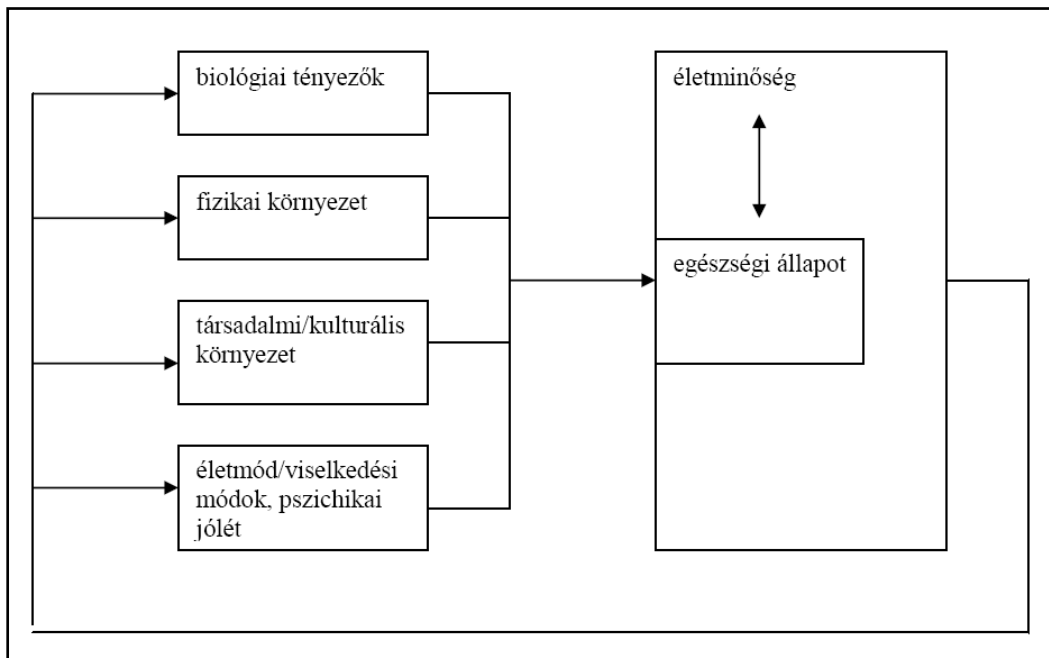 biológiai tényezők
fizikai környezet
társadalmi/kulturális
környezet
életmód/viselkedési
módok, pszichikai
jólét
életminőség
egészségi állapot